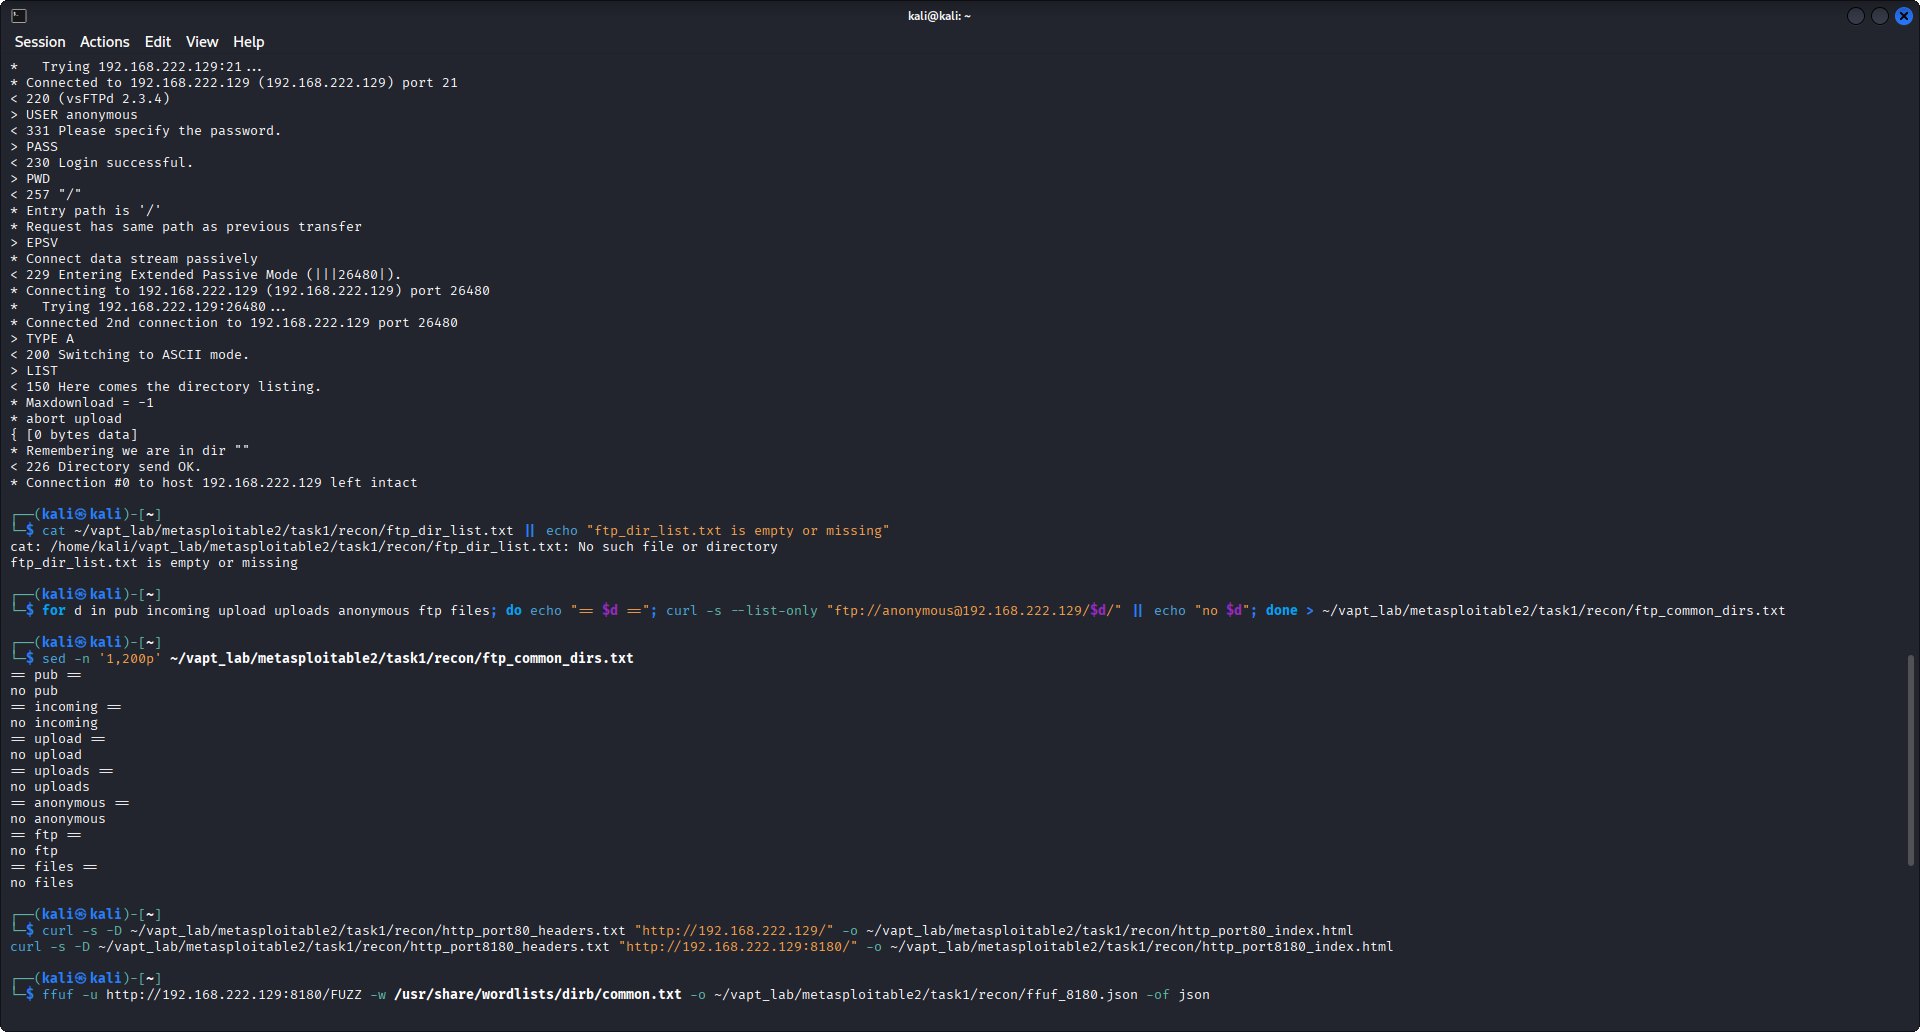 kali@kali: ~
Session Actions Edit View Help
*   Trying 192.168.222.129:21...
* Connected to 192.168.222.129 (192.168.222.129) port 21
< 220 (vsFTPd 2.3.4)
> USER anonymous
< 331 Please specify the password.
> PASS
< 230 Login successful.
> PWD
< 257 "/"
* Entry path is '/'
* Request has same path as previous transfer
> EPSV
* Connect data stream passively
< 229 Entering Extended Passive Mode (|||26480|).
* Connecting to 192.168.222.129 (192.168.222.129) port 26480
*   Trying 192.168.222.129:26480...
* Connected 2nd connection to 192.168.222.129 port 26480
> TYPE A
< 200 Switching to ASCII mode.
> LIST
< 150 Here comes the directory listing.
* Maxdownload = -1
* abort upload
{ [0 bytes data]
* Remembering we are in dir ""
< 226 Directory send OK.
* Connection #0 to host 192.168.222.129 left intact
┌──(kali㉿kali)-[~]
└─$ cat ~/vapt_lab/metasploitable2/task1/recon/ftp_dir_list.txt || echo "ftp_dir_list.txt is empty or missing"
cat: /home/kali/vapt_lab/metasploitable2/task1/recon/ftp_dir_list.txt: No such file or directory
ftp_dir_list.txt is empty or missing
┌──(kali㉿kali)-[~]
└─$ for d in pub incoming upload uploads anonymous ftp files; do echo "== $d =="; curl -s --list-only "ftp://anonymous@192.168.222.129/$d/" || echo "no $d"; done > ~/vapt_lab/metasploitable2/task1/recon/ftp_common_dirs.txt
┌──(kali㉿kali)-[~]
└─$ sed -n '1,200p' ~/vapt_lab/metasploitable2/task1/recon/ftp_common_dirs.txt
== pub ==
no pub
== incoming ==
no incoming
== upload ==
no upload
== uploads ==
no uploads
== anonymous ==
no anonymous
== ftp ==
no ftp
== files ==
no files
┌──(kali㉿kali)-[~]
└─$ curl -s -D ~/vapt_lab/metasploitable2/task1/recon/http_port80_headers.txt "http://192.168.222.129/" -o ~/vapt_lab/metasploitable2/task1/recon/http_port80_index.html
curl -s -D ~/vapt_lab/metasploitable2/task1/recon/http_port8180_headers.txt "http://192.168.222.129:8180/" -o ~/vapt_lab/metasploitable2/task1/recon/http_port8180_index.html
┌──(kali㉿kali)-[~]
└─$ ffuf -u http://192.168.222.129:8180/FUZZ -w /usr/share/wordlists/dirb/common.txt -o ~/vapt_lab/metasploitable2/task1/recon/ffuf_8180.json -of json